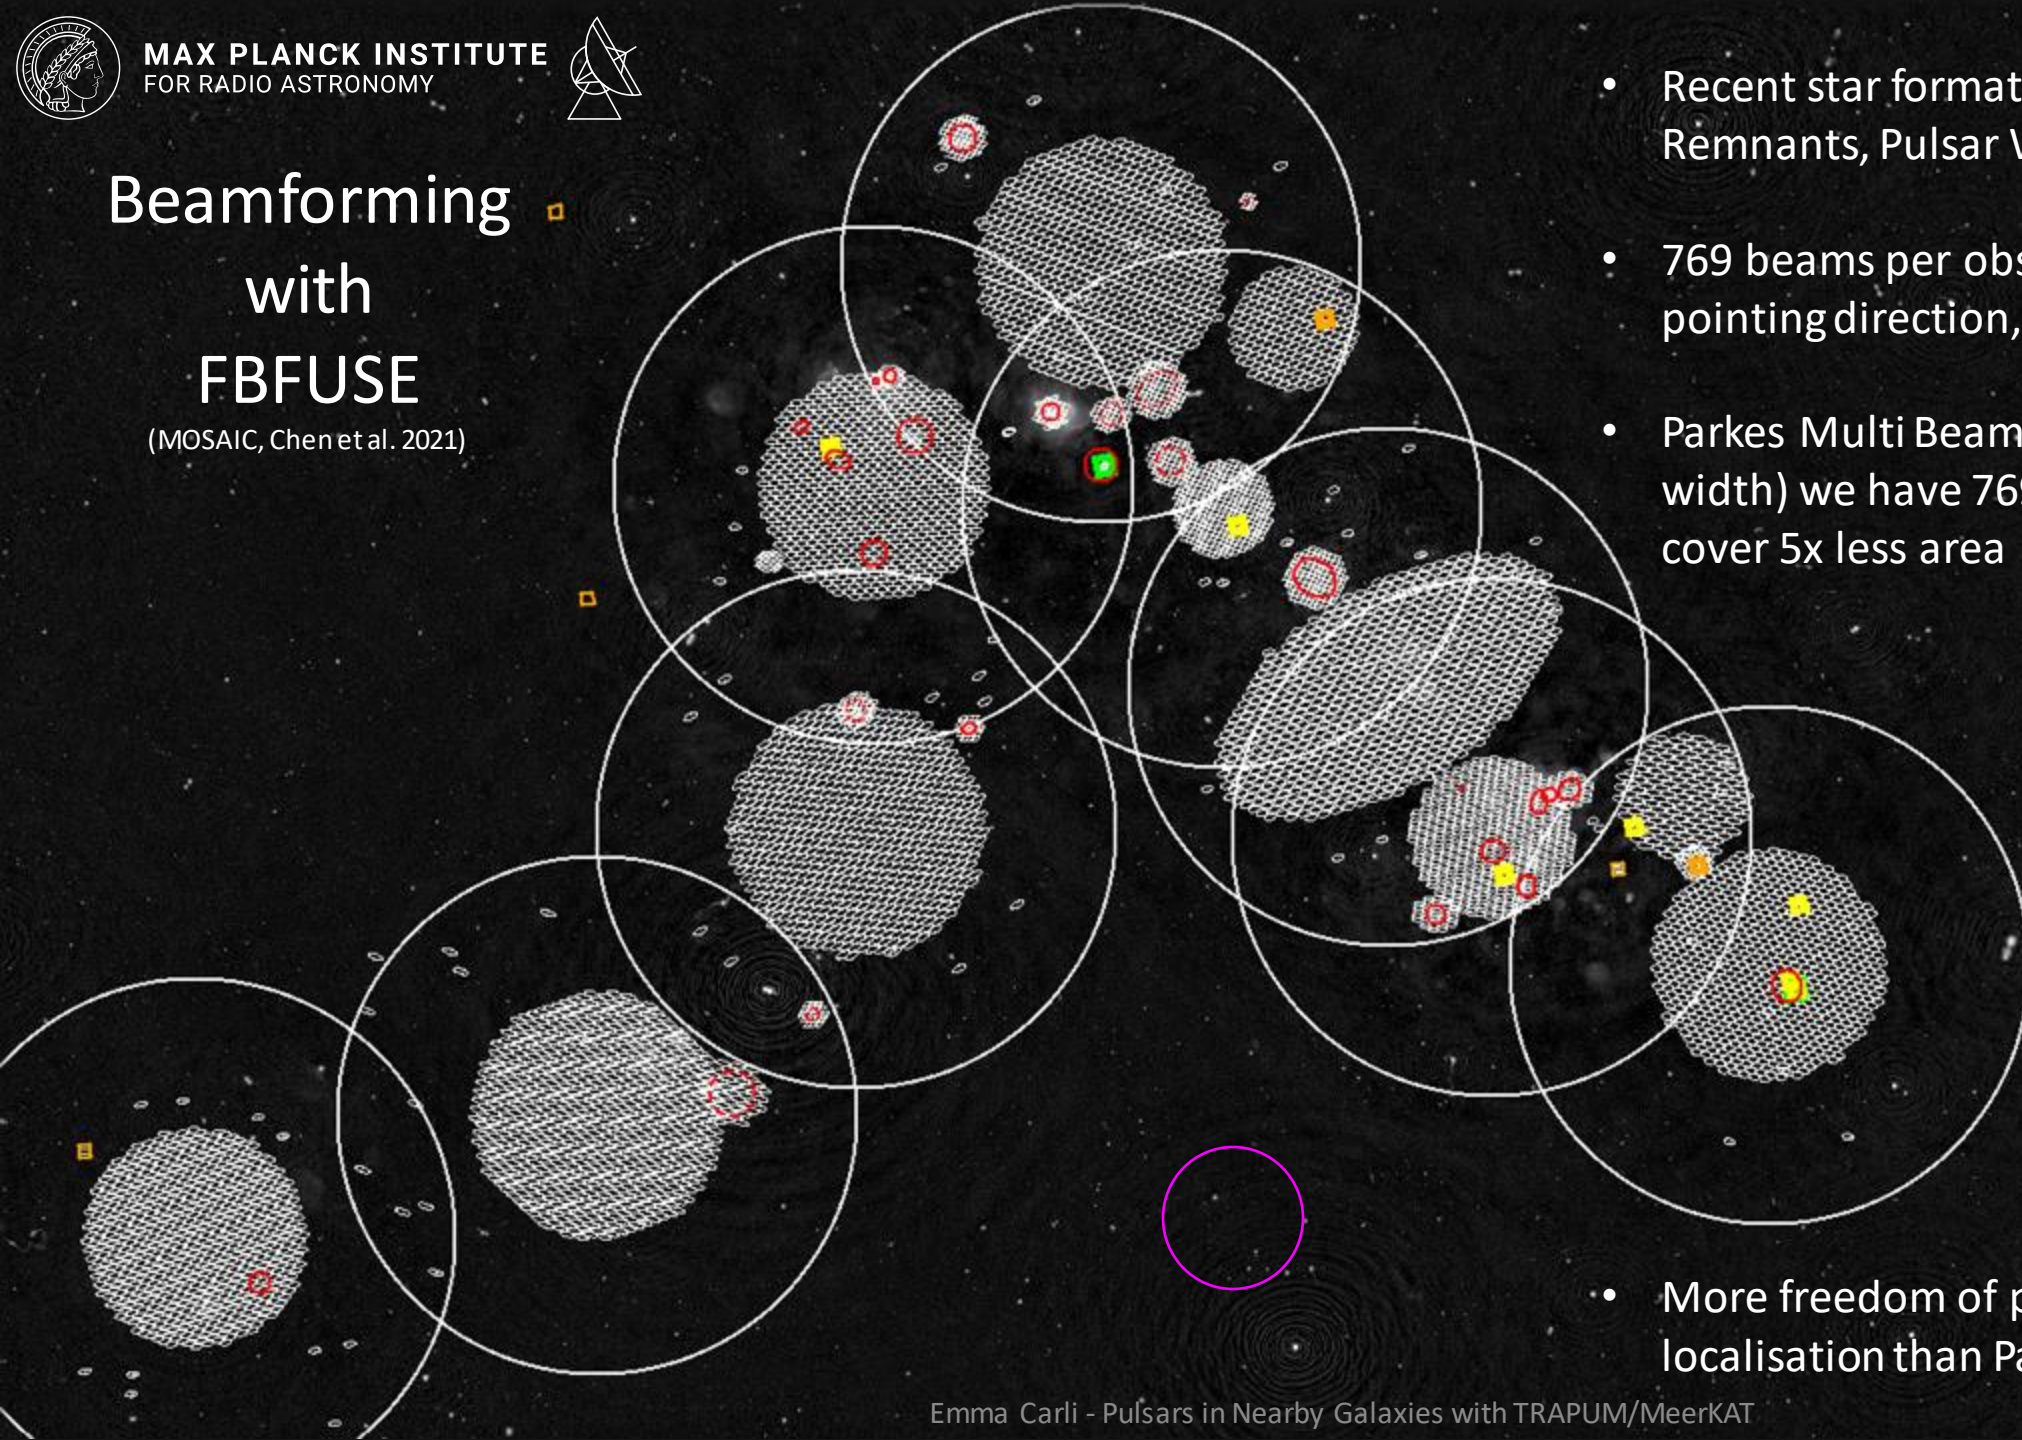 MAX PLANCK INSTITUTE
FOR RADIO ASTRONOMY
Beamforming
with
FBFUSE
(MOSAIC, Chen et al. 2021)
• Recent star format
Remnants, Pulsar
• 769 beams per obs
pointing direction,
• Parkes Multi Beam
width) we have 769
cover 5x less area
• More freedom of p
localisation than Pa
Emma Carli - Pulsars in Nearby Galaxies with TRAPUM/MeerKAT